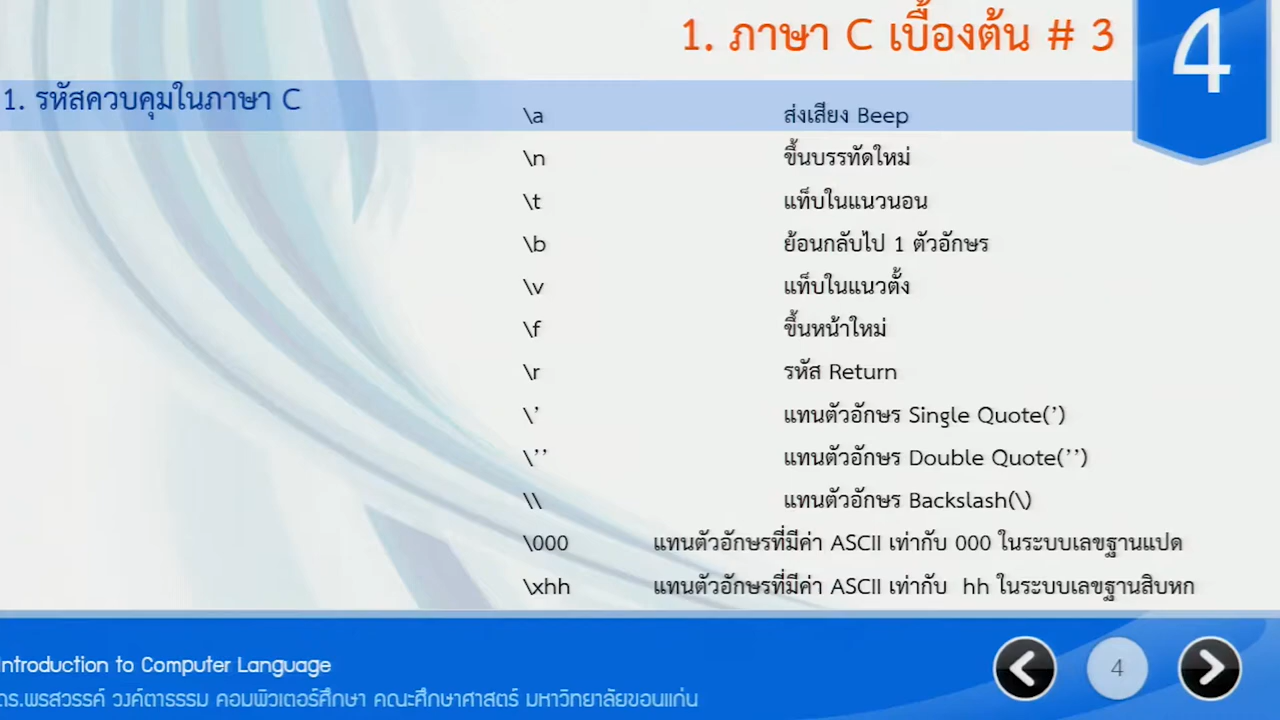 1. ภาษา C เบื้องต้น # 3
4
1. รหัสควบคุมในภาษา C
\a ส่งเสียง Beep
\n ขึ้นบรรทัดใหม่
\t แท็บในแนวนอน
\b ย้อนกลับไป 1 ตัวอักษร
\v แท็บในแนวตั้ง
\f ขึ้นหน้าใหม่
\r รหัส Return
\’ แทนตัวอักษร Single Quote(’)
\’’ แทนตัวอักษร Double Quote(’’)
\\ แทนตัวอักษร Backslash(\)
\000 แทนตัวอักษรที่มีค่า ASCII เท่ากับ 000 ในระบบเลขฐานแปด
\xhh แทนตัวอักษรที่มีค่า ASCII เท่ากับ hh ในระบบเลขฐานสิบหก
Introduction to Computer Language
4
ดร.พรสวรรค์ วงค์ตาธรรม คอมพิวเตอร์ศึกษา คณะศึกษาศาสตร์ มหาวิทยาลัยขอนแก่น